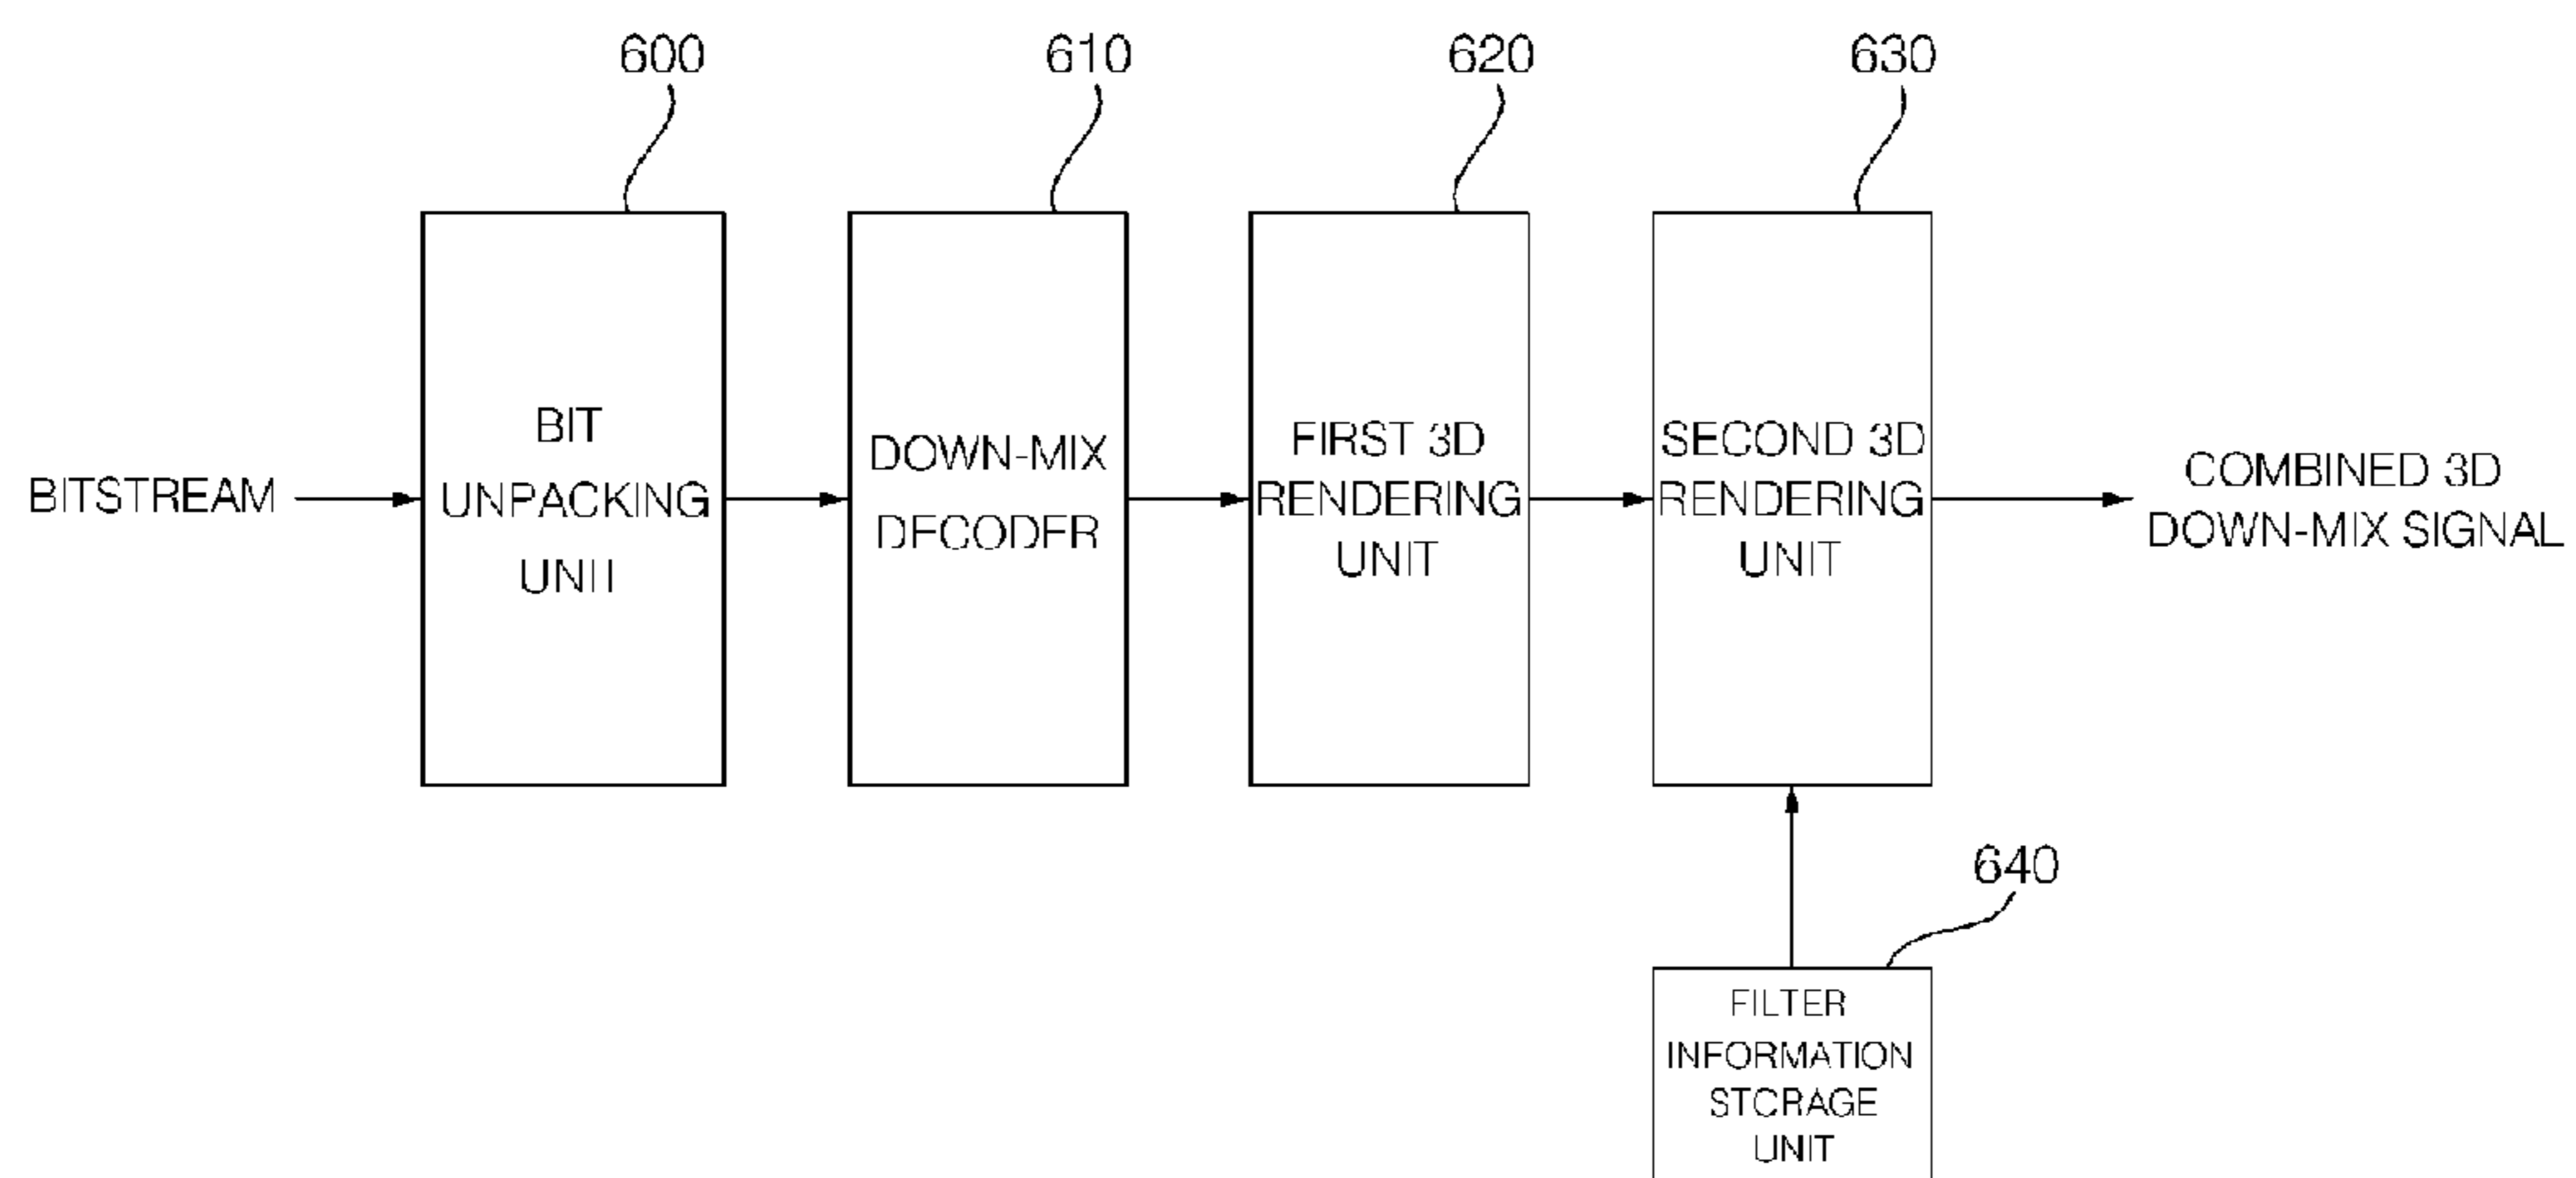 600
610
620
630
BITSTREAM
BIT
UNPACKING
UNIT
DOWN-MIX
DECODER
FIRST 3D
RENDERING
UNIT
SECOND 3D
RENDERING
UNIT
COMBINED 3D
DOWN-MIX SIGNAL
640
FILTER
INFORMATION
STORAGE
UNIT